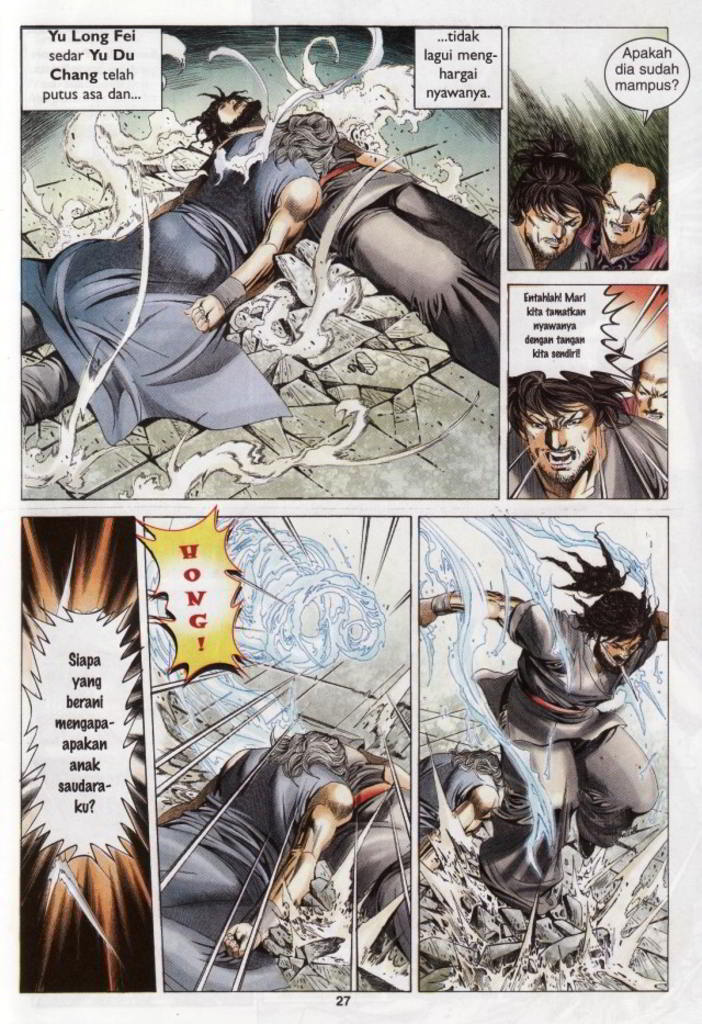 Yu Long Fei
sedar Yu Du
Chang telah
putus asa dan...
...tidak
lagui meng-
hargai
nyawanya.
Apakah
dia sudah
mampus?
Entahlah! Mari
kita tamatkan
nyawanya
dengan tangan
kita sendiri!
Siapa
yang
berani
mengapa-
apakan
anak
saudara-
ku?
HONG!
27